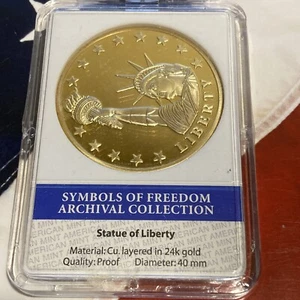 LIBERTY
SYMBOLS OF FREEDOM
ARCHIVAL COLLECTION
Statue of Liberty
Material: Cu. layered in 24k gold
Quality: Proof Diameter: 40 mm